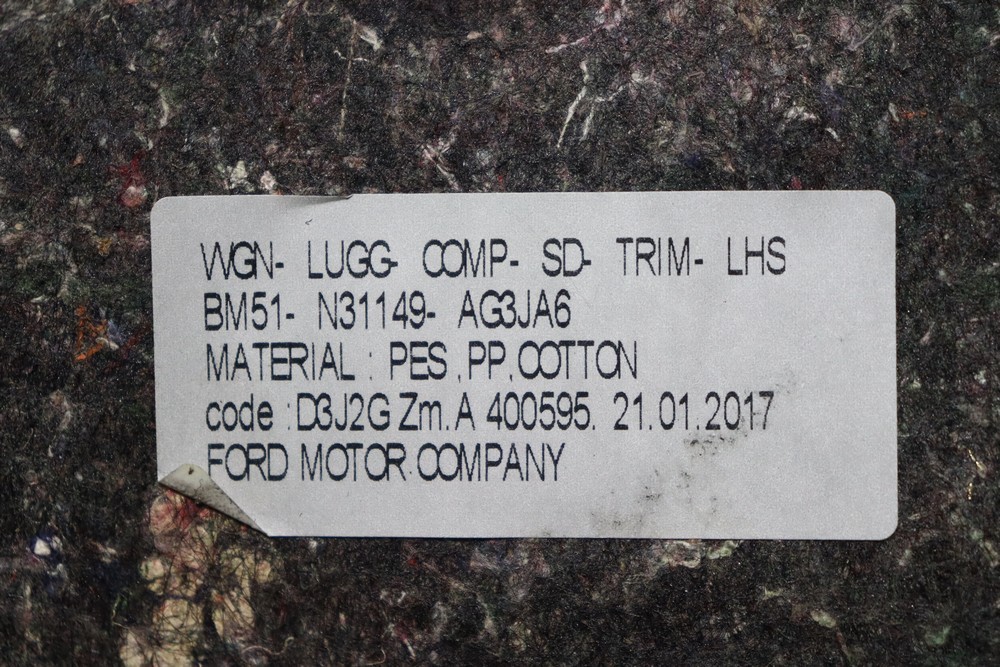 WGN- LUGG- COMP- SD- TRIM- LHS
BM51- N31149- AG3JA6
MATERIAL : PES , PP, COTTON
code : D3J2G Zm. A 400595. 21.01.2017
FORD MOTOR COMPANY